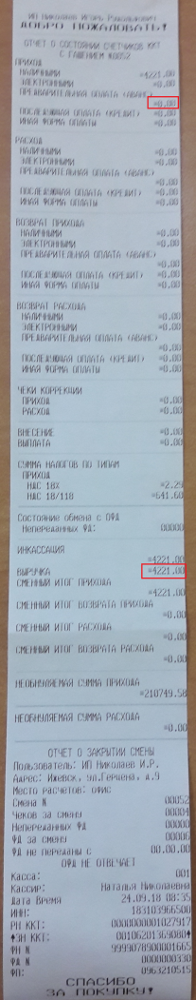 ИП Николаев Игорь Рудольфович
ДОБРО ПОЖАЛОВАТЬ!
ОТЧЕТ О СОСТОЯНИИ СЧЕТЧИКОВ ККТ
С ГАШЕНИЕМ №0052
ПРИХОД
НАЛИЧНЫМИ =4221.00
ЭЛЕКТРОННЫМИ =0.00
ПРЕДВАРИТЕЛЬНАЯ ОПЛАТА (АВАНС)
=0.00
ПОСЛЕДУЮЩАЯ ОПЛАТА (КРЕДИТ) =0.00
ИНАЯ ФОРМА ОПЛАТЫ =0.00
РАСХОД
НАЛИЧНЫМИ =0.00
ЭЛЕКТРОННЫМИ =0.00
ПРЕДВАРИТЕЛЬНАЯ ОПЛАТА (АВАНС)
=0.00
ПОСЛЕДУЮЩАЯ ОПЛАТА (КРЕДИТ) =0.00
ИНАЯ ФОРМА ОПЛАТЫ =0.00
ВОЗВРАТ ПРИХОДА
НАЛИЧНЫМИ =0.00
ЭЛЕКТРОННЫМИ =0.00
ПРЕДВАРИТЕЛЬНАЯ ОПЛАТА (АВАНС)
=0.00
ПОСЛЕДУЮЩАЯ ОПЛАТА (КРЕДИТ) =0.00
ИНАЯ ФОРМА ОПЛАТЫ =0.00
ВОЗВРАТ РАСХОДА
НАЛИЧНЫМИ =0.00
ЭЛЕКТРОННЫМИ =0.00
ПРЕДВАРИТЕЛЬНАЯ ОПЛАТА (АВАНС)
=0.00
ПОСЛЕДУЮЩАЯ ОПЛАТА (КРЕДИТ) =0.00
ИНАЯ ФОРМА ОПЛАТЫ =0.00
ЧЕКИ КОРРЕКЦИИ
ПРИХОД =0.00
РАСХОД =0.00
ВНЕСЕНИЕ =0.00
ВЫПЛАТА =0.00
СУММА НАЛОГОВ ПО ТИПАМ
ПРИХОД
НДС 18% =2.29
НДС 18/118 =641.60
Состояние обмена с ОФД
Непереданных ФД: 00000
ИНКАССАЦИЯ
=4221.00
ВЫРУЧКА =4221.00
СМЕННЫЙ ИТОГ ПРИХОДА
=4221.00
СМЕННЫЙ ИТОГ ВОЗВРАТА ПРИХОДА
=0.00
СМЕННЫЙ ИТОГ РАСХОДА
=0.00
СМЕННЫЙ ИТОГ ВОЗВРАТА РАСХОДА
=0.00
НЕОБНУЛЯЕМАЯ СУММА ПРИХОДА
=210749.58
НЕОБНУЛЯЕМАЯ СУММА РАСХОДА
=0.00
ОТЧЕТ О ЗАКРЫТИИ СМЕНЫ
Пользователь: ИП Николаев И.Р.
Адрес: Ижевск, ул.Герцена, д.9
Место расчетов: офис
Смена N 00052
Чеков за смену 00004
Непереданных ФД 00000
ФД за смену 00006
ФД не переданы с 00.00.00
ОФД НЕ ОТВЕЧАЕТ
Касса: 001
Кассир: Наталья Николаевна
Дата Время 24.09.18 08:35
ИНН: 183103966500
РН ККТ: 0000000001027917
ЗН ККТ: 00106201369080
ФН N 9999078900001665
ФД N 0000000330
ФП: 0963210515
СПАСИБО
ЗА ПОКУПКУ!